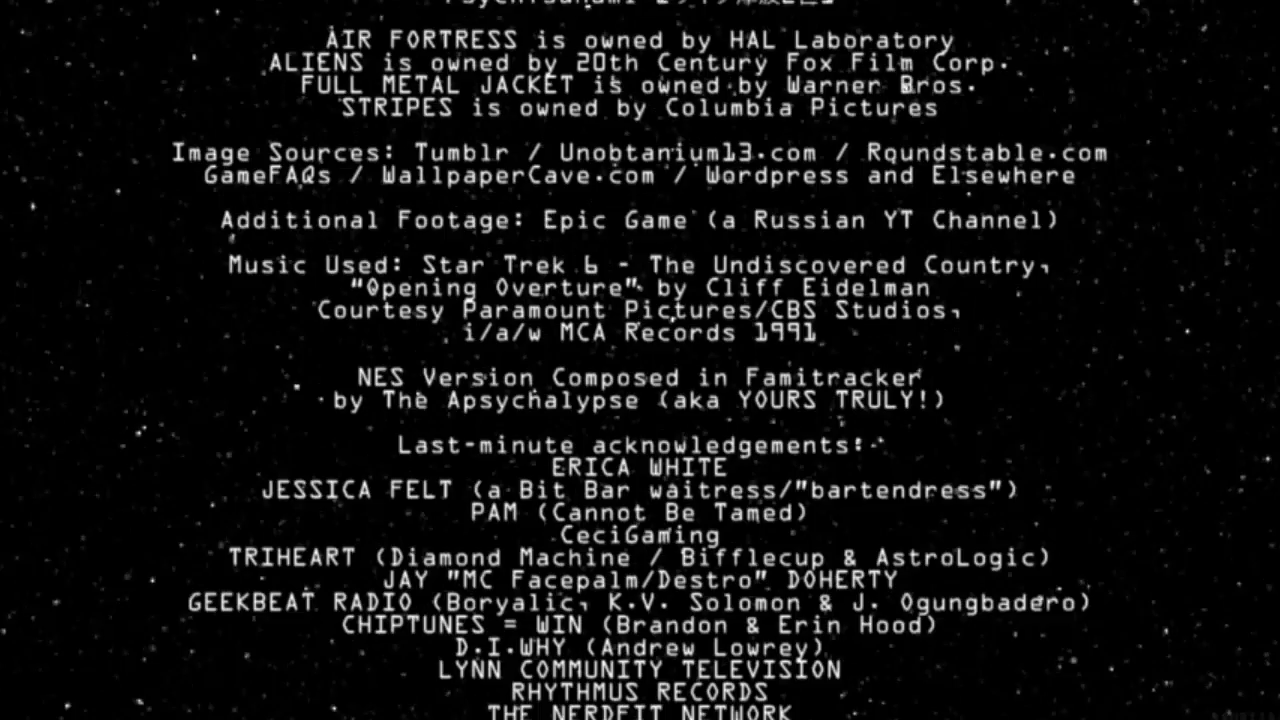 AIR FORTRESS is owned by HAL Laboratory
ALIENS is owned by 20th Century Fox Film Corp.
FULL METAL JACKET is owned by Warner Bros.
STRIPES is owned by Columbia Pictures
Image Sources: Tumblr / Unobtanium13.com / Rqundstable.com
GameFAQs / WallpaperCave.com / Wordpress and Elsewhere
Additional Footage: Epic Game (a Russian YT Channel)
Music Used: Star Trek 6 - The Undiscovered Country,
"Opening Overture" by Cliff Eidelman
Courtesy Paramount Pictures/CBS Studios,
i/a/w MCA Records 1991
NES Version Composed in Famitracker
by The Apsychalypse (aka YOURS TRULY!)
Last-minute acknowledgements:
ERICA WHITE
JESSICA FELT (a Bit Bar waitress/"bartendress")
PAM (Cannot Be Tamed)
CeciGaming
TRIHEART (Diamond Machine / Bifflecup & AstroLogic)
JAY "MC Facepalm/Destro" DOHERTY
GEEKBEAT RADIO (Boryalic, K.V. Solomon & J. Ogungbadero)
CHIPTUNES = WIN (Brandon & Erin Hood)
D.I.WHY (Andrew Lowrey)
LYNN COMMUNITY TELEVISION
RHYTHMUS RECORDS
THE NERDFIT NETWORK